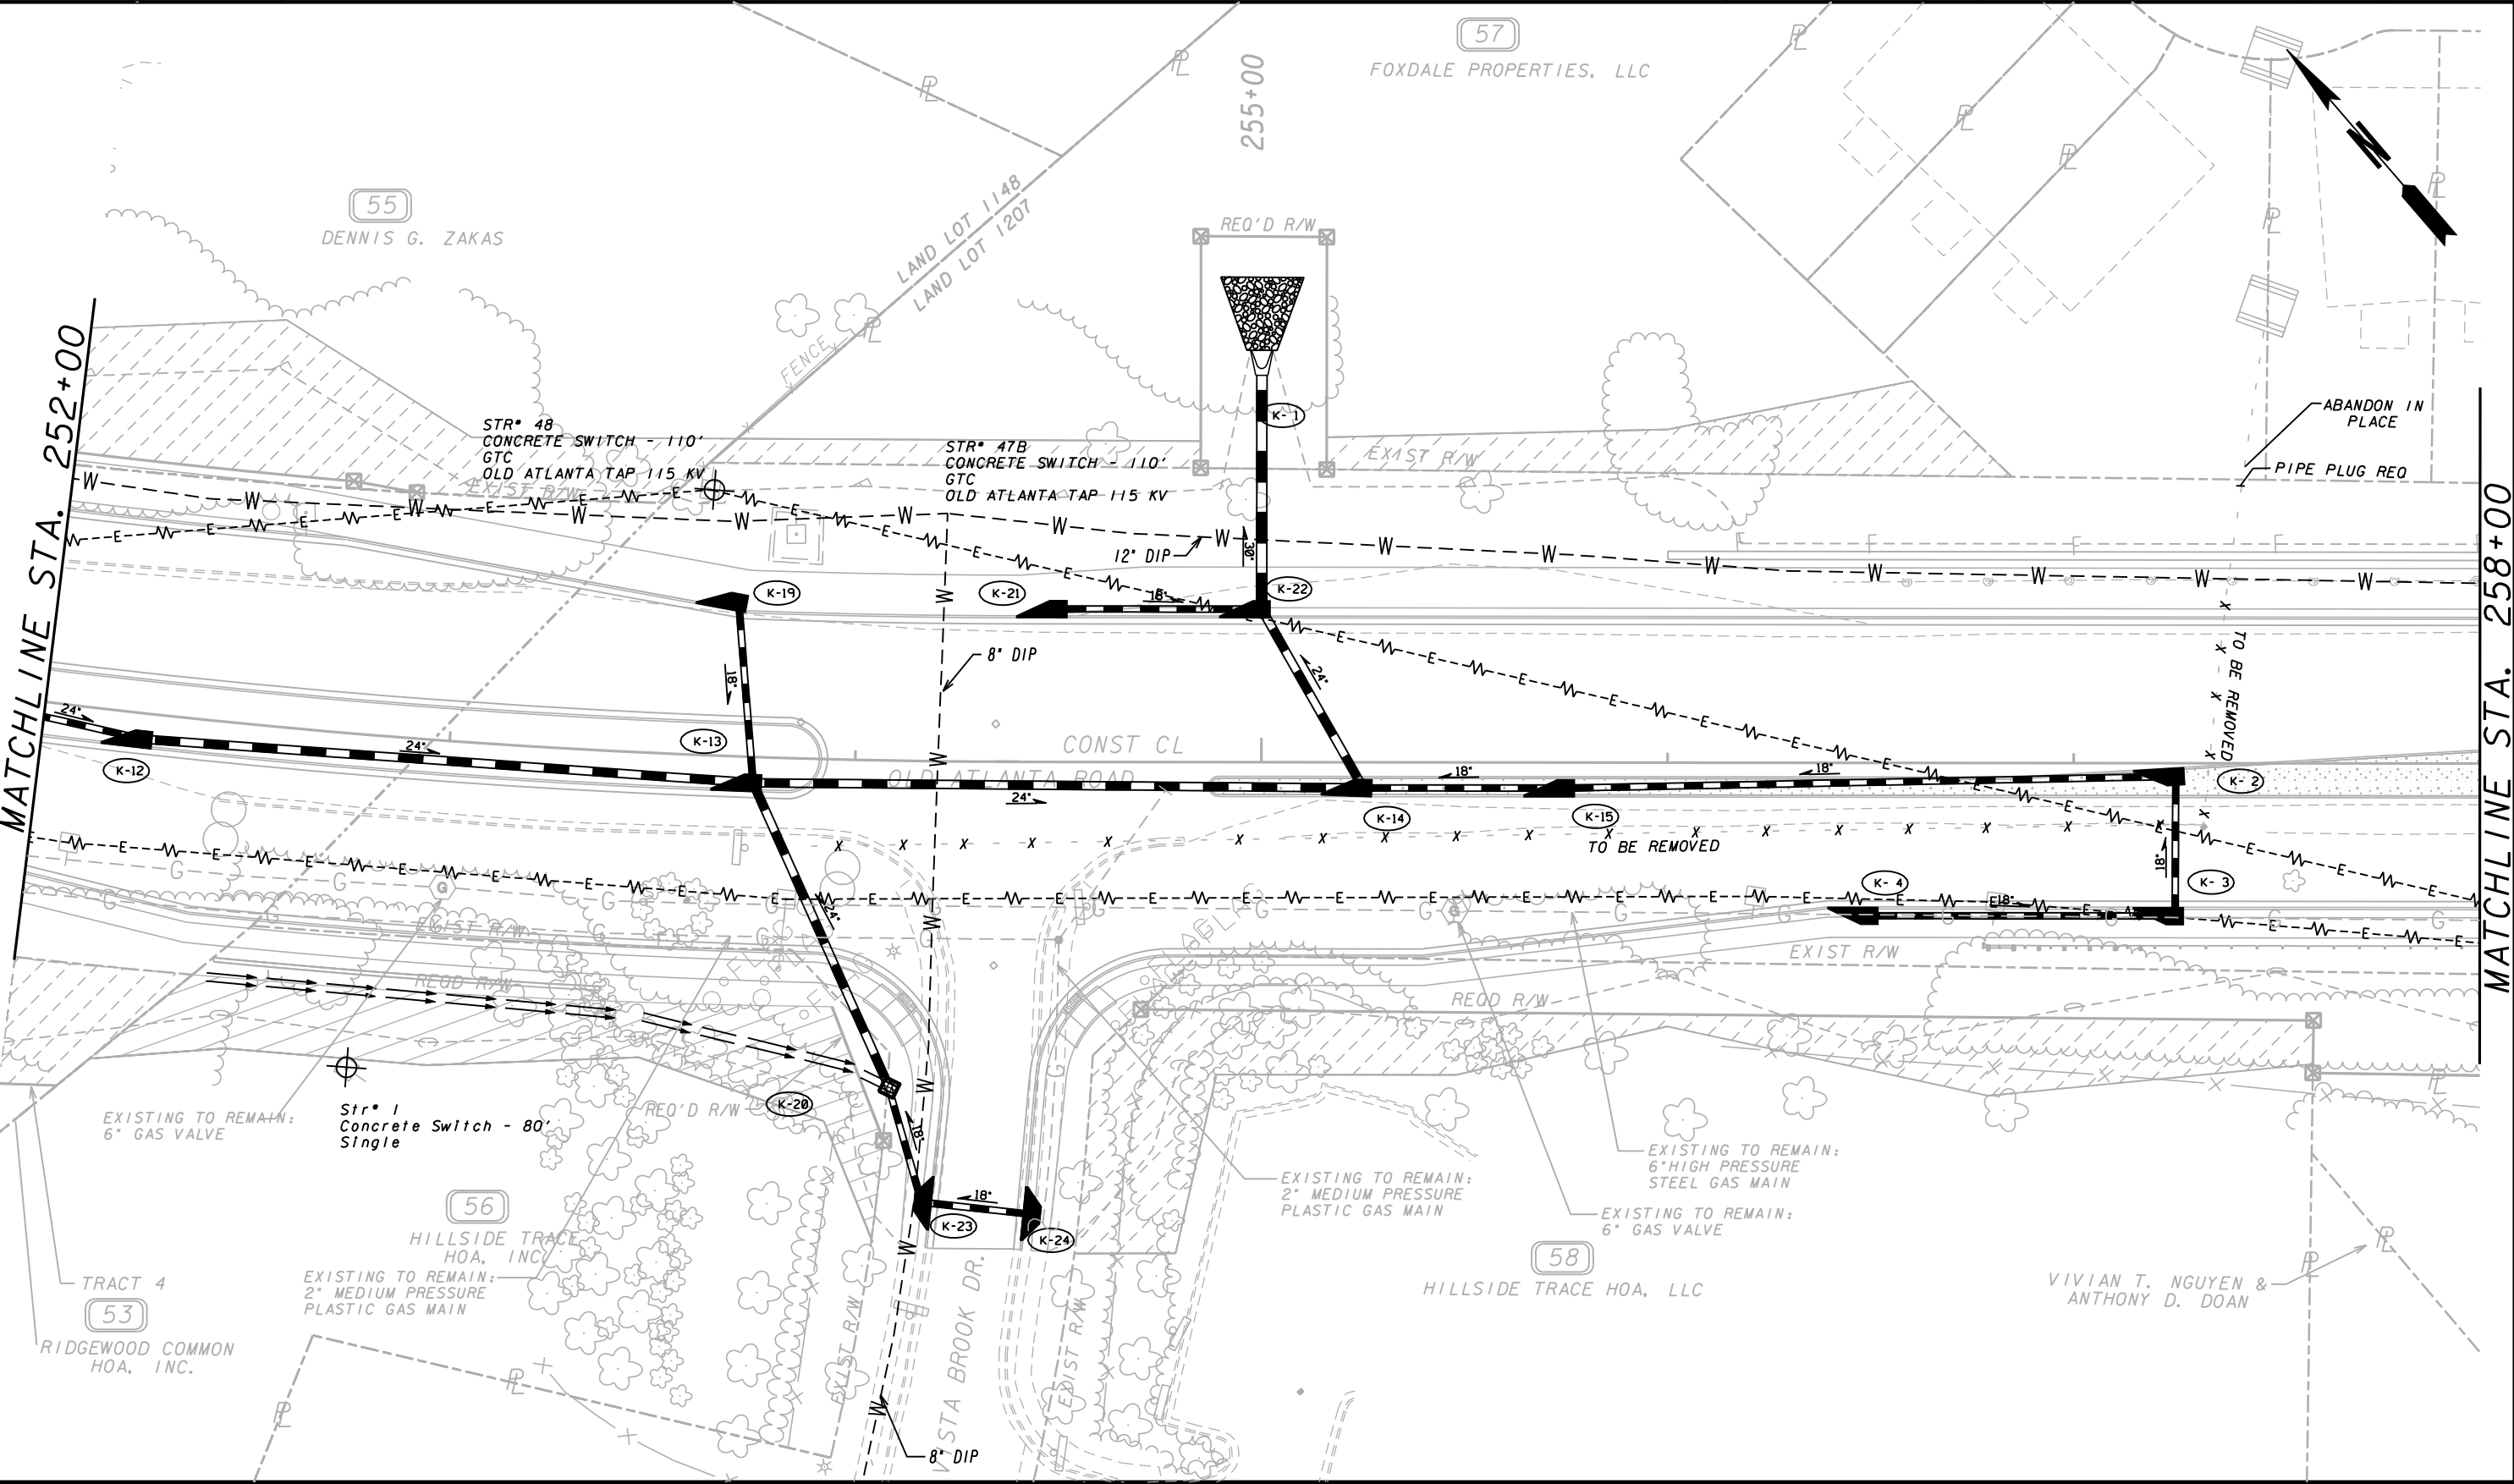 57
FOXDALE PROPERTIES, LLC
255+00
N
55
DENNIS G. ZAKAS
LAND LOT 1148
LAND LOT 1207
FENCE
REQ'D R/W
MATCHLINE STA. 252+00
MATCHLINE STA. 258+00
STR# 48
CONCRETE SWITCH - 110'
GTC
OLD ATLANTA TAP 115 KV
STR# 47B
CONCRETE SWITCH - 110'
GTC
OLD ATLANTA TAP 115 KV
EXIST R/W
EXIST R/W
K- 1
ABANDON IN
PLACE
PIPE PLUG REQ
12" DIP
30"
K-19
K-21
18"
K-22
8" DIP
18"
24"
TO BE REMOVED
24"
K-12
24"
K-13
CONST CL
OLD ATLANTA ROAD
24"
18"
K-14
K-15
18"
K- 2
TO BE REMOVED
18"
K- 4
K- 3
18"
24"
EXIST R/W
REQD R/W
EXIST R/W
REQD R/W
K-20
18"
REQ'D R/W
EXISTING TO REMAIN:
6" GAS VALVE
Str# 1
Concrete Switch - 80'
Single
18"
K-23
K-24
56
HILLSIDE TRACE
HOA, INC.
EXISTING TO REMAIN:
2" MEDIUM PRESSURE
PLASTIC GAS MAIN
EXISTING TO REMAIN:
2" MEDIUM PRESSURE
PLASTIC GAS MAIN
EXISTING TO REMAIN:
6"HIGH PRESSURE
STEEL GAS MAIN
EXISTING TO REMAIN:
6" GAS VALVE
58
HILLSIDE TRACE HOA, LLC
VIVIAN T. NGUYEN &
ANTHONY D. DOAN
TRACT 4
53
RIDGEWOOD COMMON
HOA, INC.
EXIST R/W
VISTA BROOK DR.
EXIST R/W
8" DIP